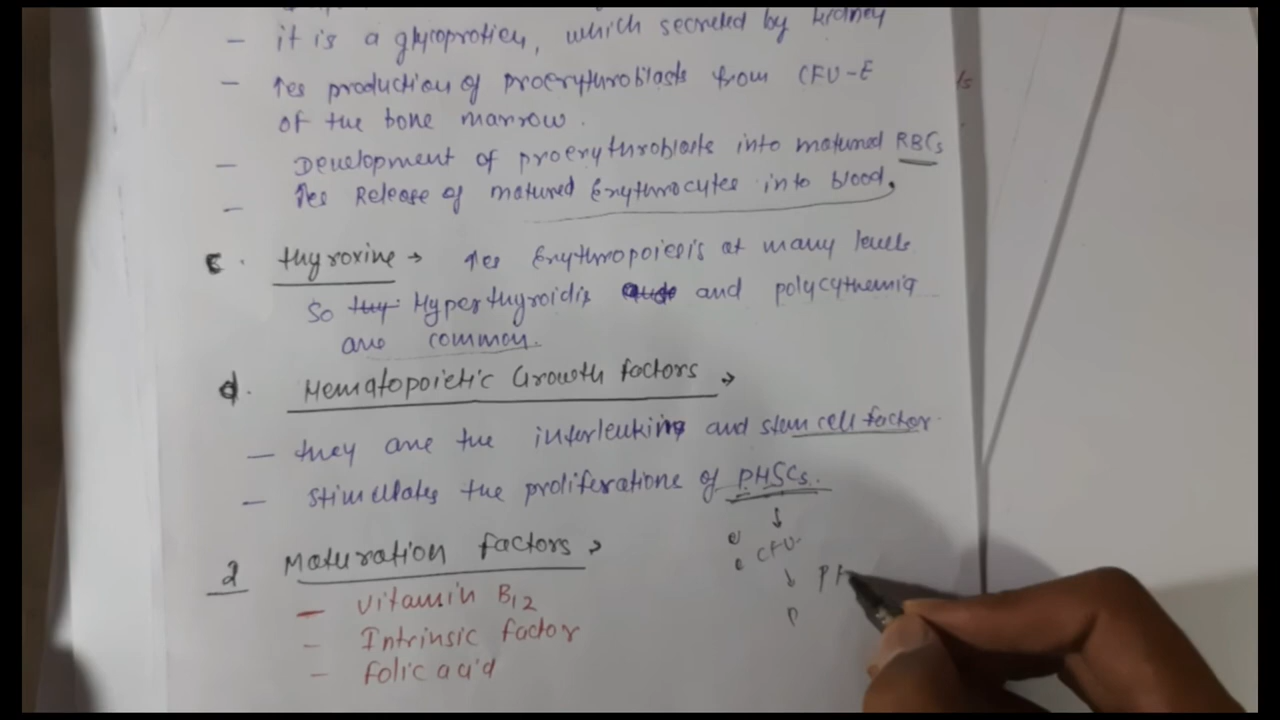 - it is a glycoprotien, which secreted by kidney
- ↑es production of proerythroblasts from CFU-E
of the bone marrow.
- Development of proerythroblasts into matured RBCs
- ↑es Release of matured Erythrocytes into blood.
c. thyroxine → ↑es Erythropoiesis at many levels
So Hyperthyroidis and polycythemia
are common.
d. Hematopoietic Growth factors →
- they are the interleukins and stem cell factor.
- stimulates the proliferations of PHSCs.
↓
CFU-
↓ PH
P
2 Maturation factors →
- Vitamin B12
- Intrinsic factor
- folic acid